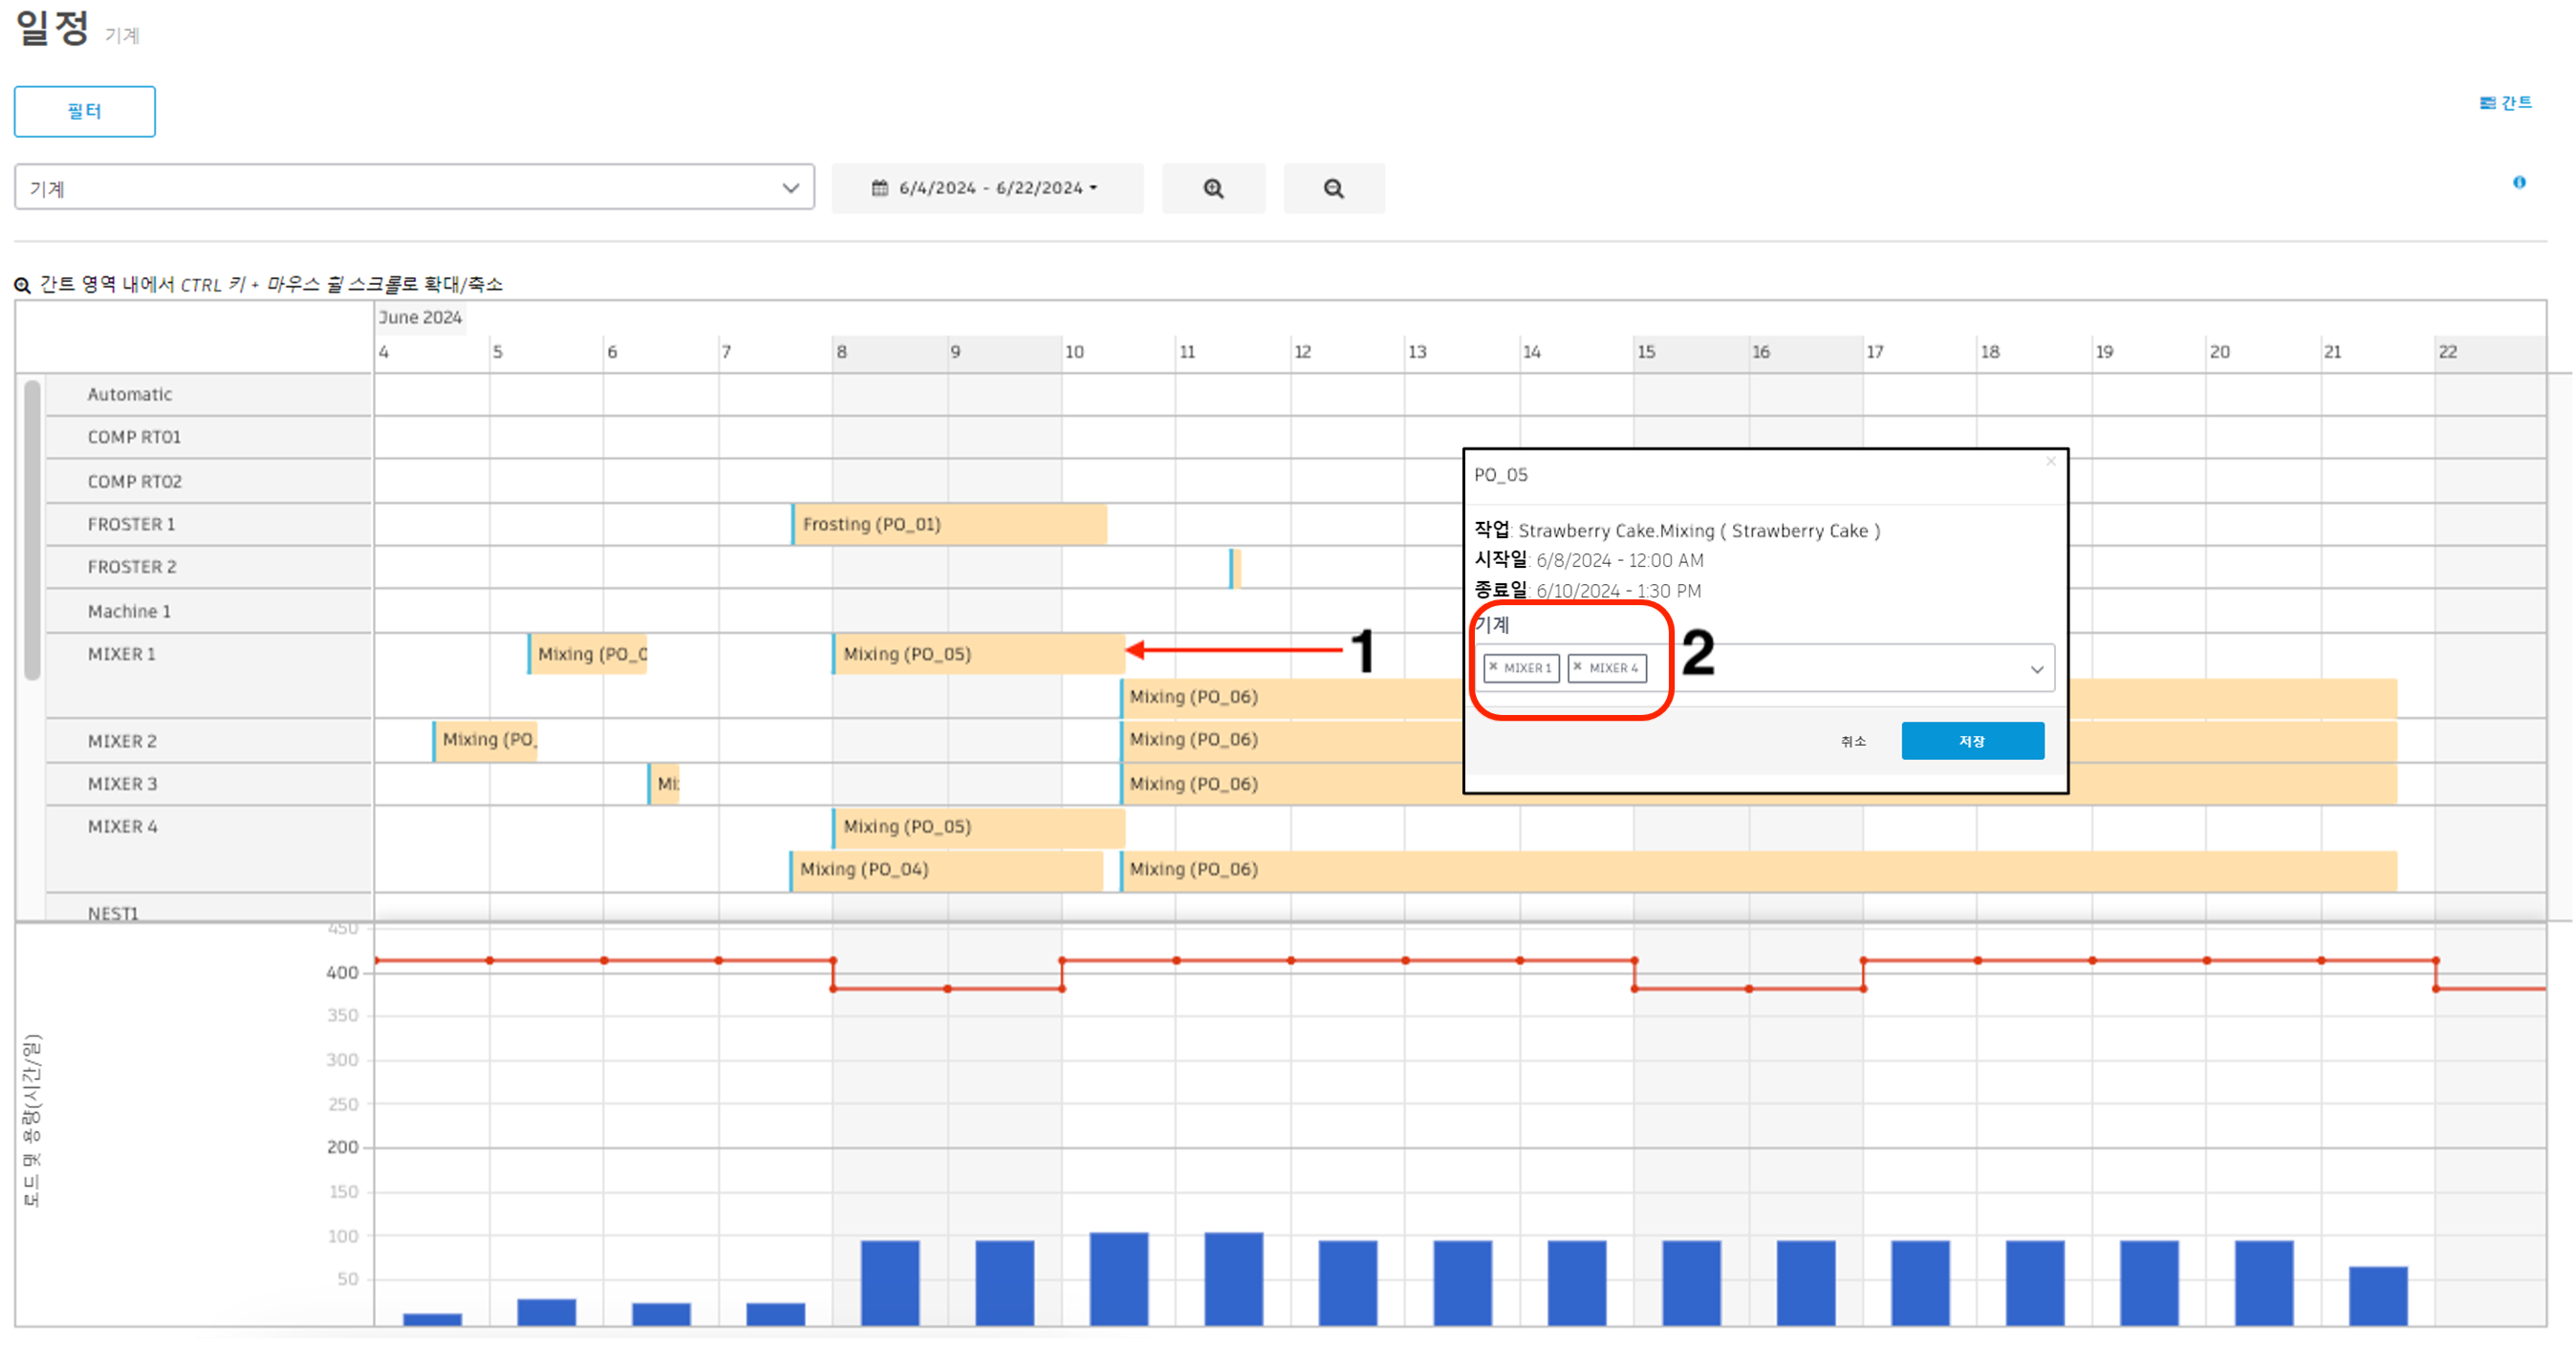 일정 기계
필터
간트
기계
6/4/2024 - 6/22/2024
간트 영역 내에서 CTRL 키 + 마우스 휠 스크롤로 확대/축소
June 2024
4 5 6 7 8 9 10 11 12 13 14 15 16 17 18 19 20 21 22
Automatic
COMP RT01
COMP RT02
FROSTER 1
Frosting (PO_01)
FROSTER 2
Machine 1
MIXER 1
Mixing (PO_0
Mixing (PO_05)
1
Mixing (PO_06)
MIXER 2
Mixing (PO_
Mixing (PO_06)
MIXER 3
Mi
Mixing (PO_06)
MIXER 4
Mixing (PO_05)
Mixing (PO_04)
Mixing (PO_06)
NEST1
PO_05
×
작업: Strawberry Cake.Mixing ( Strawberry Cake )
시작일: 6/8/2024 - 12:00 AM
종료일: 6/10/2024 - 1:30 PM
기계
× MIXER 1 × MIXER 4
2
취소 저장
로드 및 용량(시간/일)
450
400
350
300
250
200
150
100
50